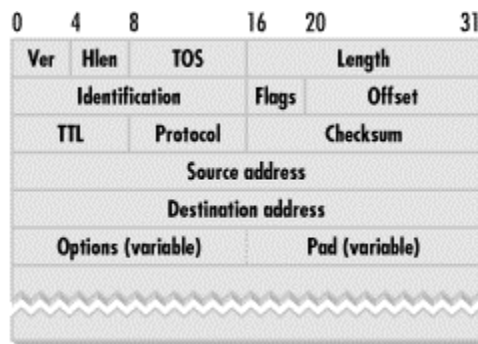 0 4 8 16 20 31
Ver Hlen TOS Length
Identification Flags Offset
TTL Protocol Checksum
Source address
Destination address
Options (variable) Pad (variable)